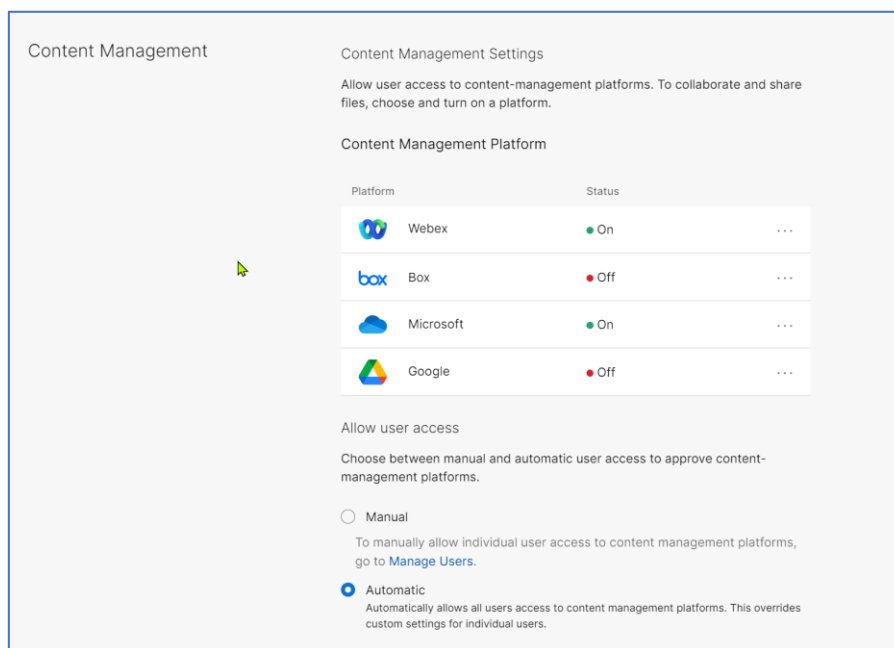 Content Management
Content Management Settings
Allow user access to content-management platforms. To collaborate and share
files, choose and turn on a platform.
Content Management Platform
Platform Status
Webex On ...
box Box Off ...
Microsoft On ...
Google Off ...
Allow user access
Choose between manual and automatic user access to approve content-
management platforms.
Manual
To manually allow individual user access to content management platforms,
go to Manage Users.
Automatic
Automatically allows all users access to content management platforms. This overrides
custom settings for individual users.